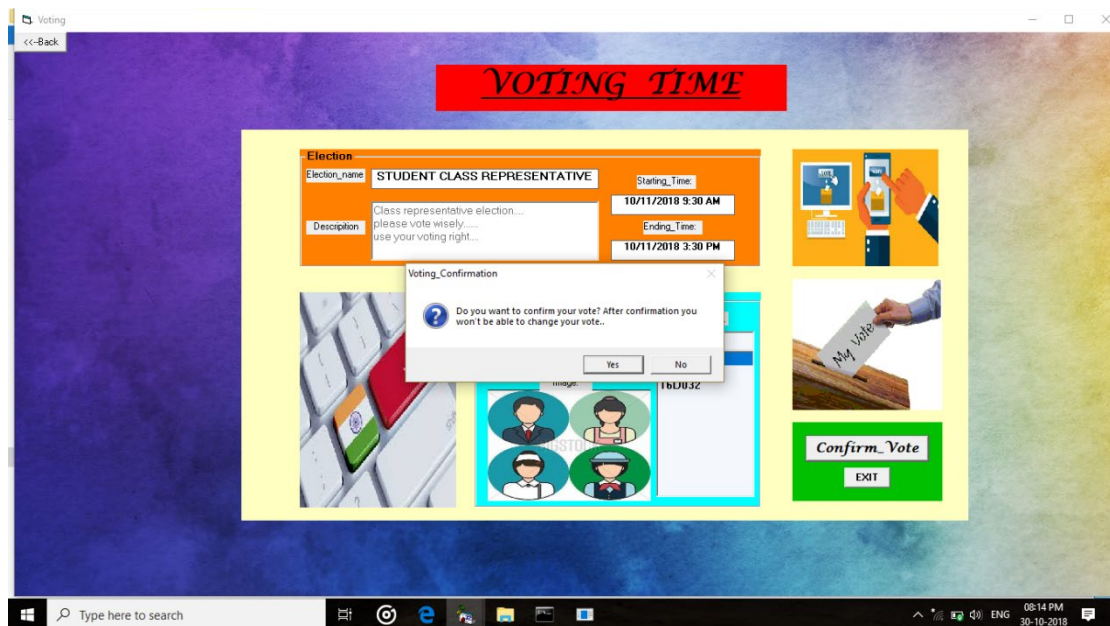 Voting
<<-Back
VOTING TIME
Election
Election_name
STUDENT CLASS REPRESENTATIVE
Starting_Time:
10/11/2018 9:30 AM
Description
Class representative election....
please vote wisely......
use your voting right...
Ending_Time:
10/11/2018 3:30 PM
Voting_Confirmation
Do you want to confirm your vote? After confirmation you
won't be able to change your vote..
Yes
No
Image:
16D032
My Vote
Confirm_Vote
EXIT
Type here to search
ENG
08:14 PM
30-10-2018